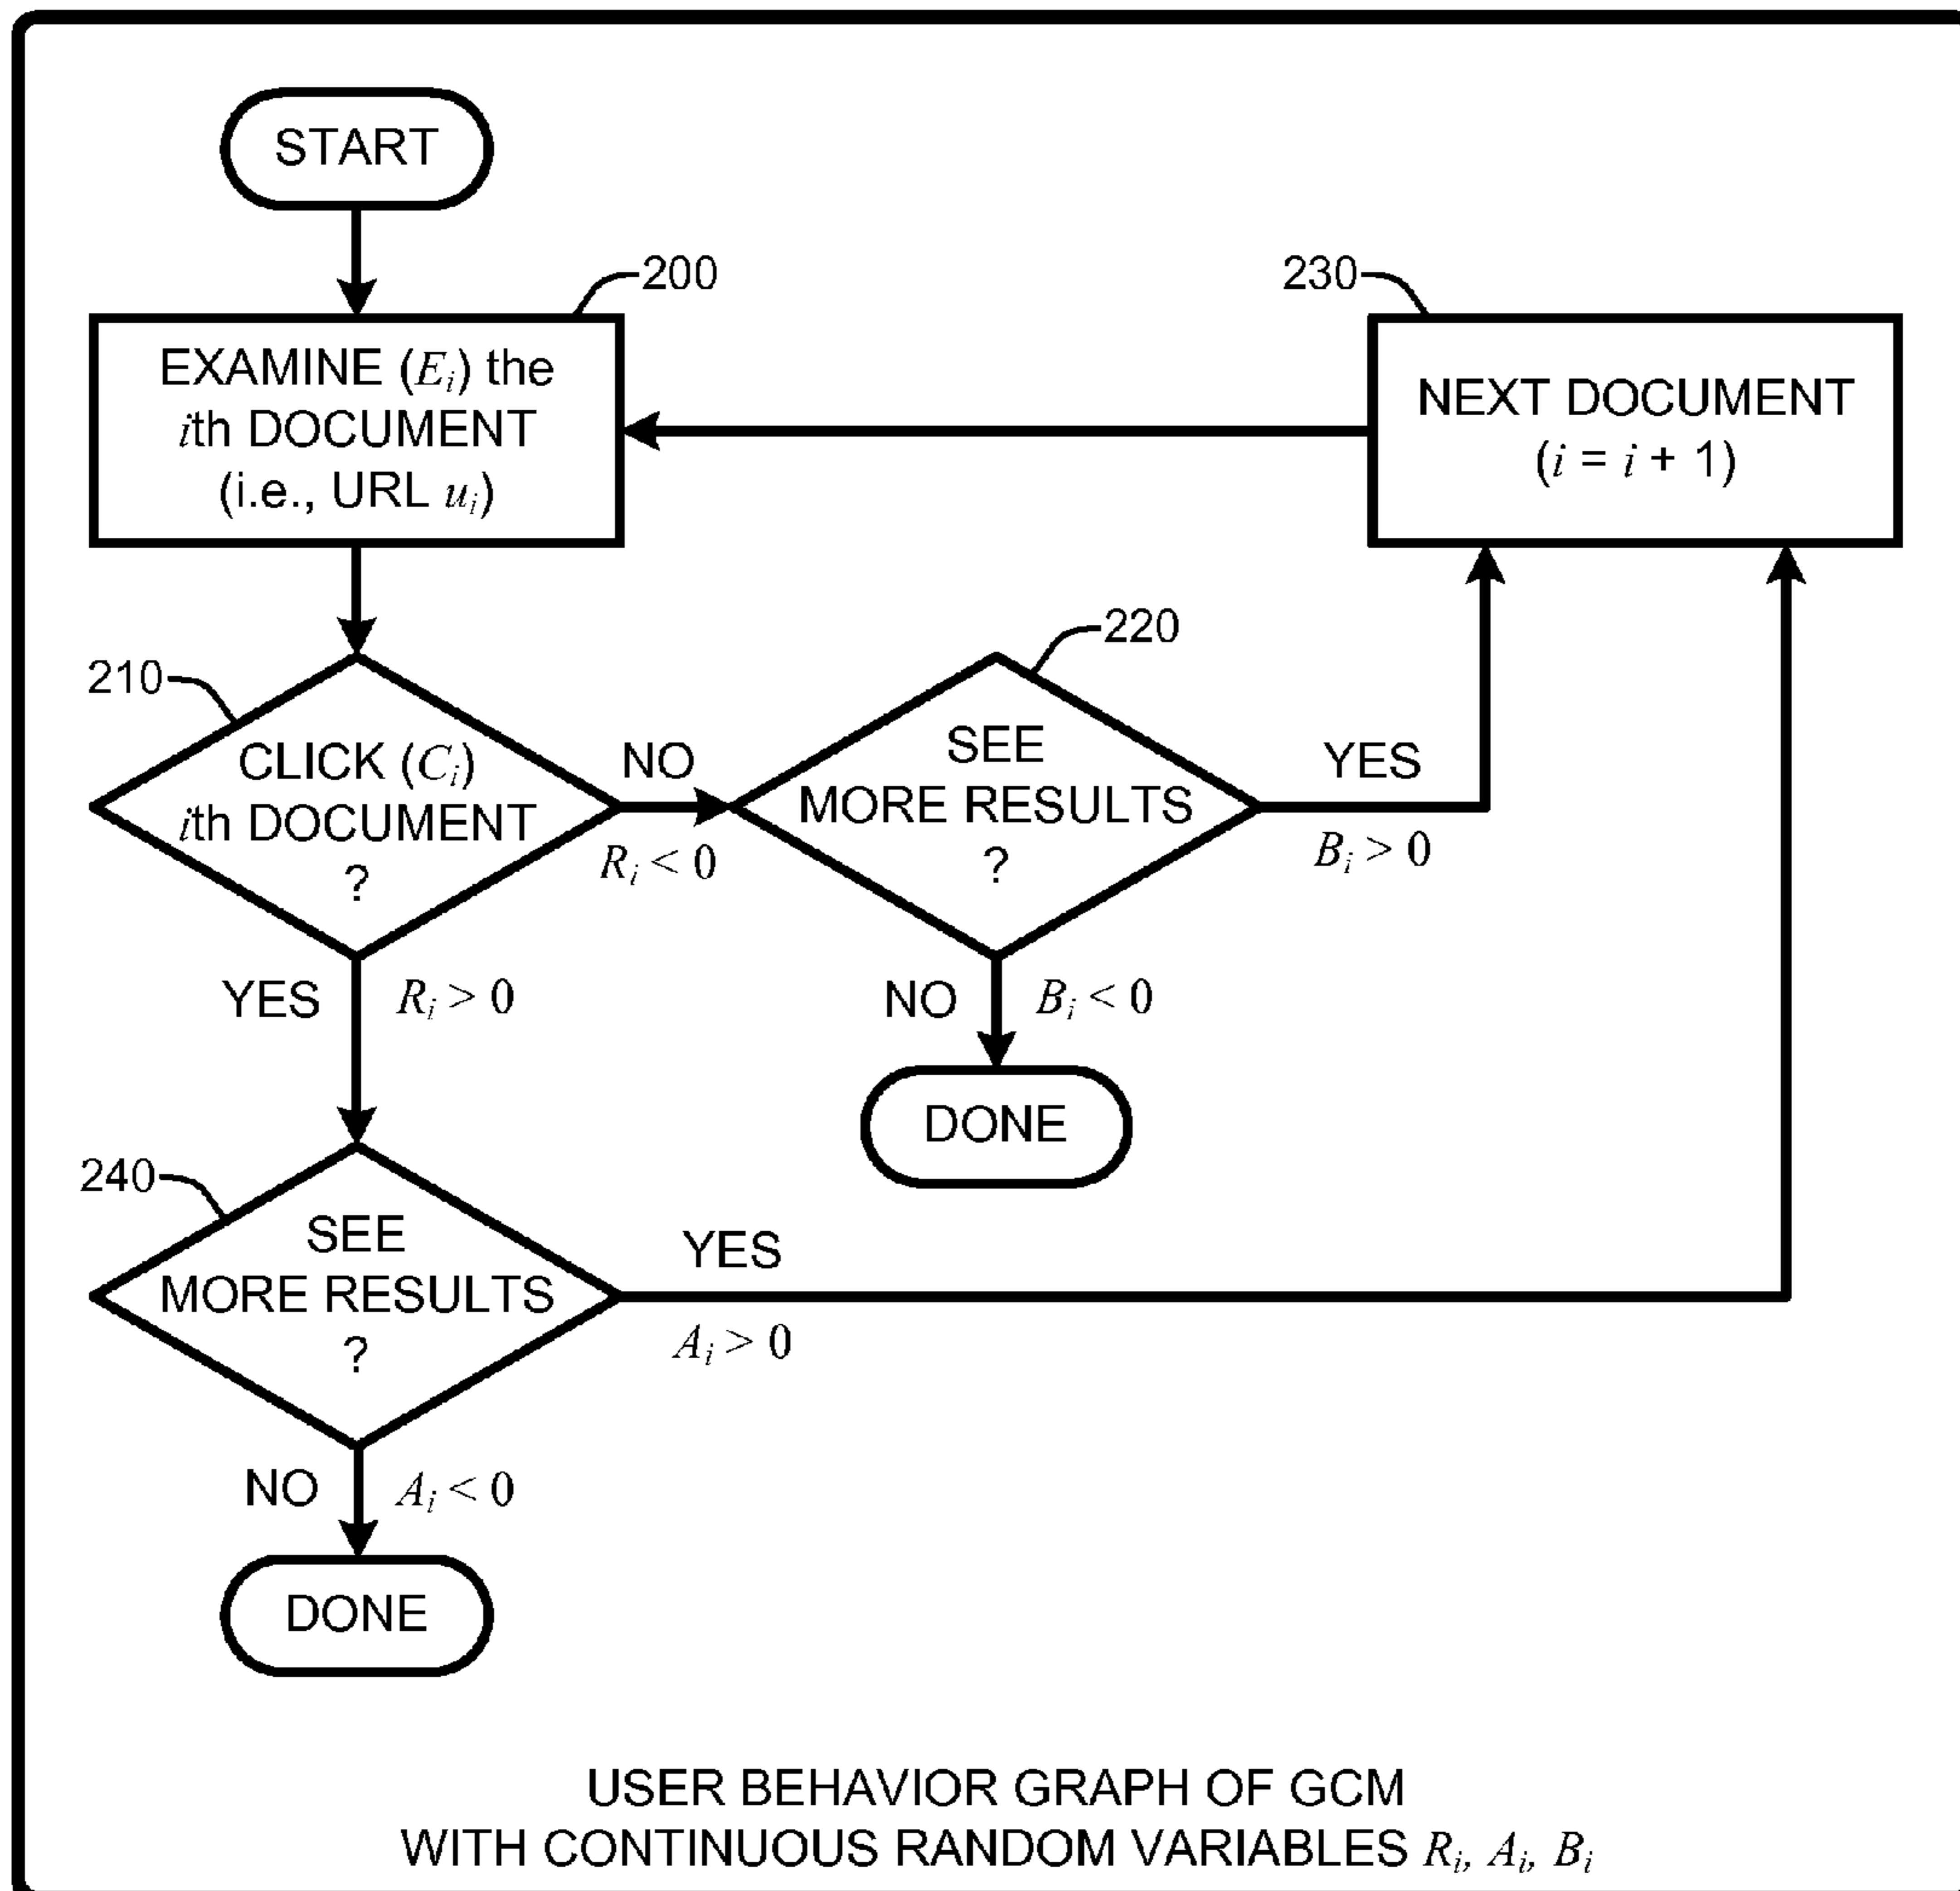 START
200
230
EXAMINE (Ei) the
ith DOCUMENT
(i.e., URL ui)
NEXT DOCUMENT
(i = i + 1)
210
220
CLICK (Ci)
ith DOCUMENT
?
NO
Ri < 0
SEE
MORE RESULTS
?
YES
Bi > 0
YES
Ri > 0
NO
Bi < 0
DONE
240
SEE
MORE RESULTS
?
YES
Ai > 0
NO
Ai < 0
DONE
USER BEHAVIOR GRAPH OF GCM
WITH CONTINUOUS RANDOM VARIABLES Ri, Ai, Bi